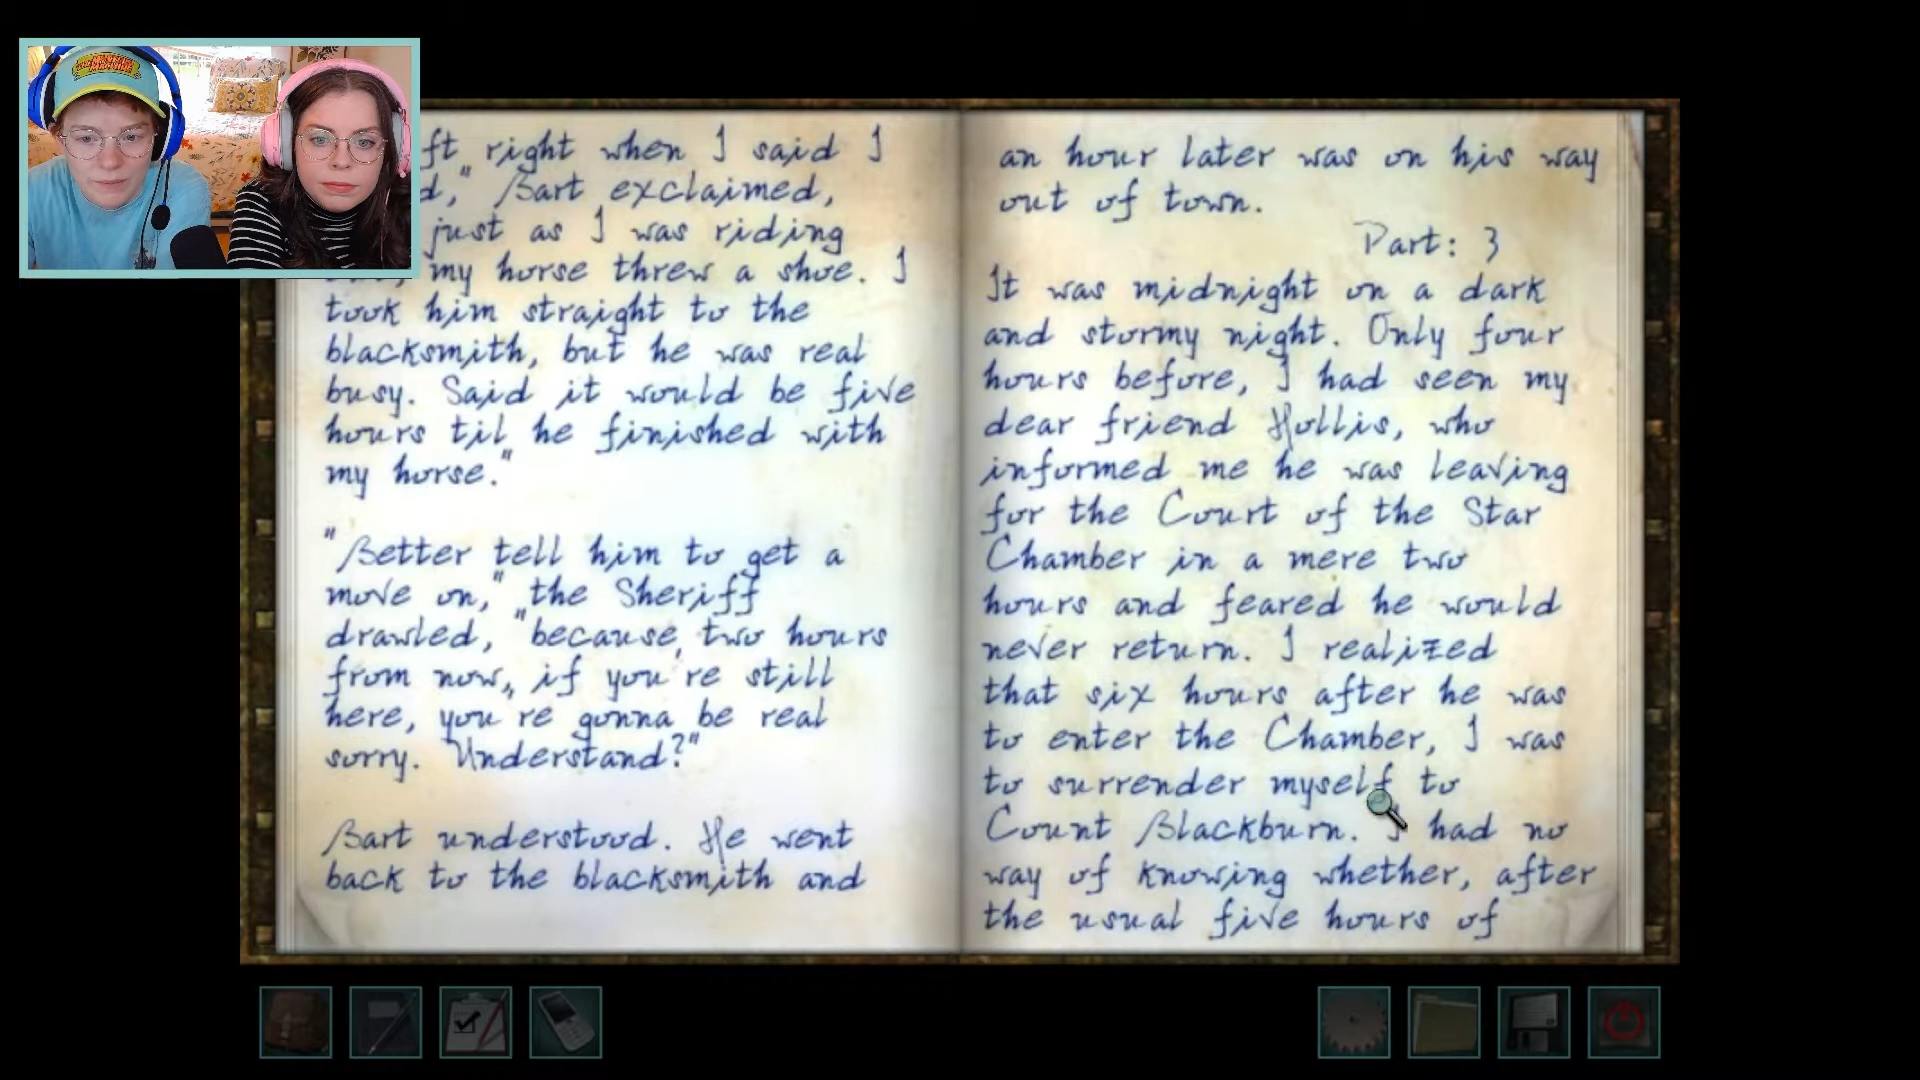 ft right when I said I
d," Bart exclaimed,
just as I was riding
my horse threw a shoe. I
took him straight to the
blacksmith, but he was real
busy. Said it would be five
hours til he finished with
my horse."
"Better tell him to get a
move on," the Sheriff
drawled, "because, two hours
from now, if you're still
here, you're gonna be real
sorry. Understand?"
Bart understood. He went
back to the blacksmith and
an hour later was on his way
out of town.
Part: 3
It was midnight on a dark
and stormy night. Only four
hours before, I had seen my
dear friend Hollis, who
informed me he was leaving
for the Court of the Star
Chamber in a mere two
hours and feared he would
never return. I realized
that six hours after he was
to enter the Chamber, I was
to surrender myself to
Count Blackburn. I had no
way of knowing whether, after
the usual five hours of